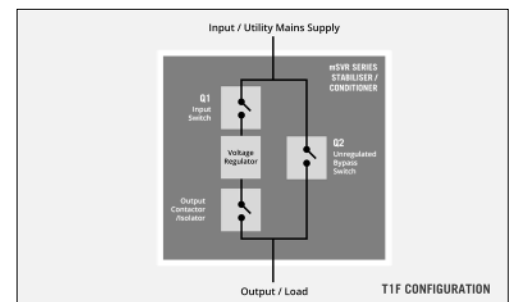 Input / Utility Mains Supply
mSVR SERIES
STABILISER /
CONDITIONER
Q1
Input
Switch
Voltage
Regulator
Q2
Unregulated
Bypass
Switch
Output
Contactor
/Isolator
Output / Load
T1F CONFIGURATION